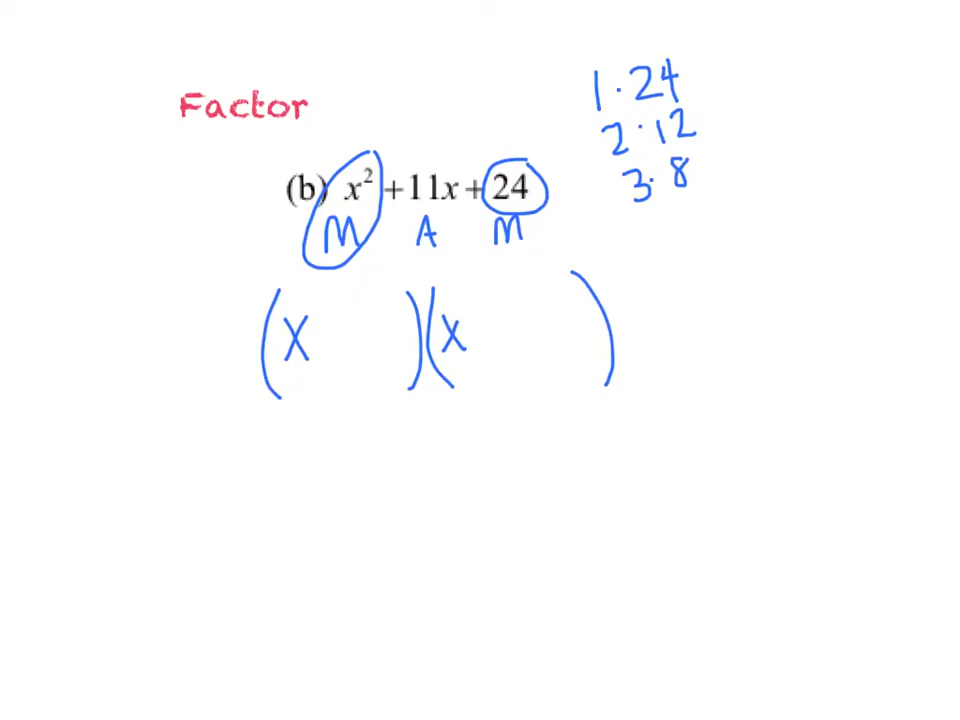 Factor
1 · 24
2 · 12
3 · 8
(b) x² + 11x + 24
M A M
(x )(x )